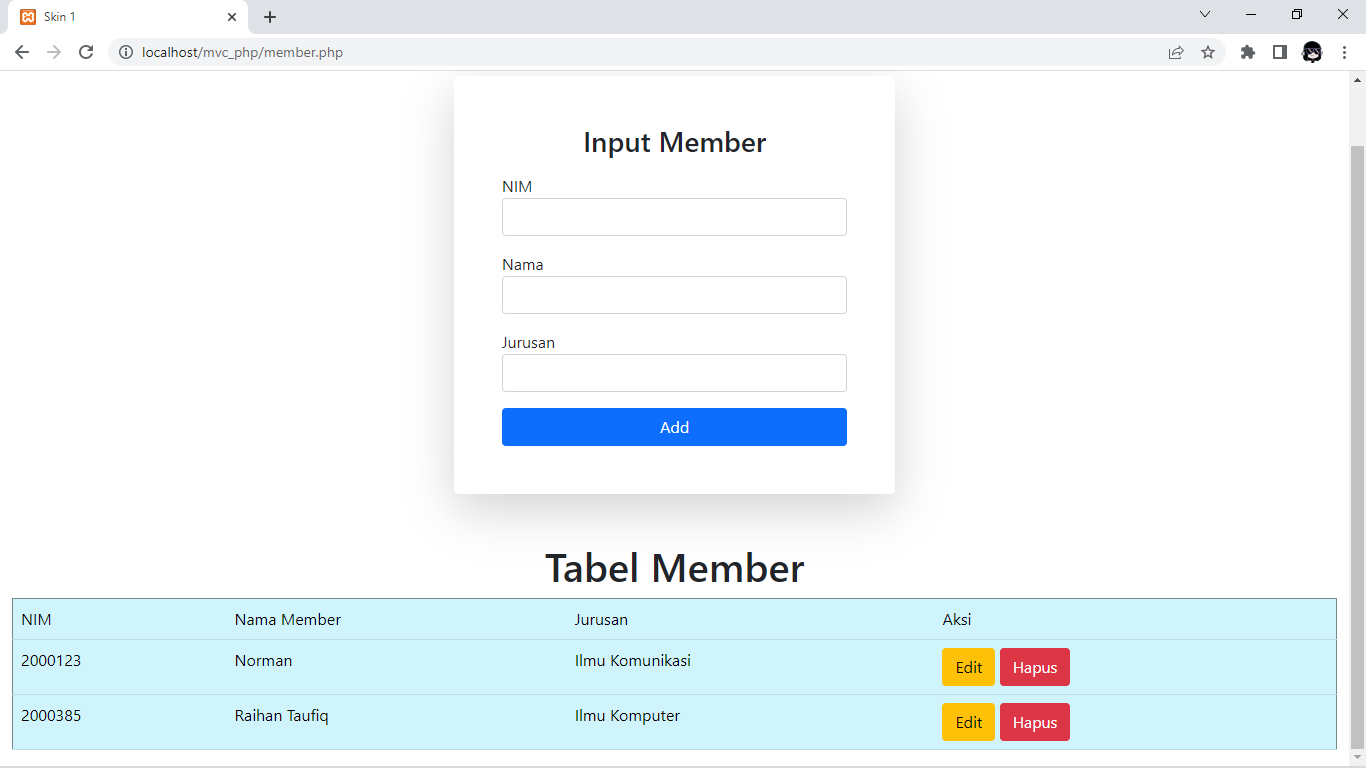 Skin 1
localhost/mvc_php/member.php
Input Member
NIM
Nama
Jurusan
Add
Tabel Member
NIM Nama Member Jurusan Aksi
2000123 Norman Ilmu Komunikasi Edit Hapus
2000385 Raihan Taufiq Ilmu Komputer Edit Hapus